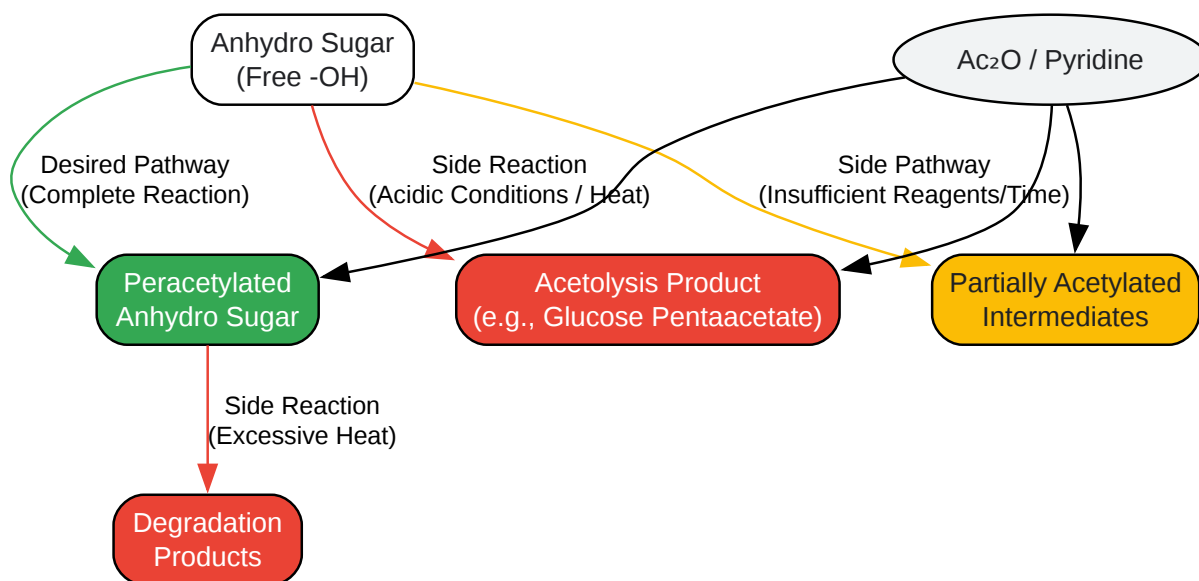 Anhydro Sugar
(Free -OH)
Ac₂O / Pyridine
Desired Pathway
(Complete Reaction)
Side Reaction
(Acidic Conditions / Heat)
Side Pathway
(Insufficient Reagents/Time)
Peracetylated
Anhydro Sugar
Acetolysis Product
(e.g., Glucose Pentaacetate)
Partially Acetylated
Intermediates
Side Reaction
(Excessive Heat)
Degradation
Products